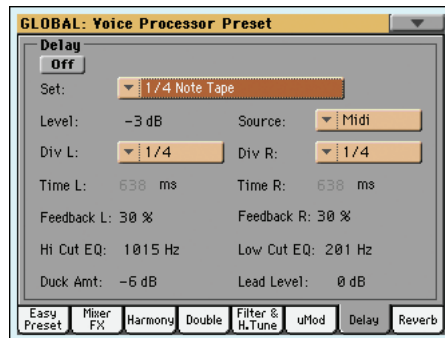 GLOBAL: Voice Processor Preset
Delay
Off
Set: 1/4 Note Tape
Level: -3 dB Source: Midi
Div L: 1/4 Div R: 1/4
Time L: 638 ms Time R: 638 ms
Feedback L: 30 % Feedback R: 30 %
Hi Cut EQ: 1015 Hz Low Cut EQ: 201 Hz
Duck Amt: -6 dB Lead Level: 0 dB
Easy Preset Mixer FX Harmony Double Filter & H.Tune uMod Delay Reverb